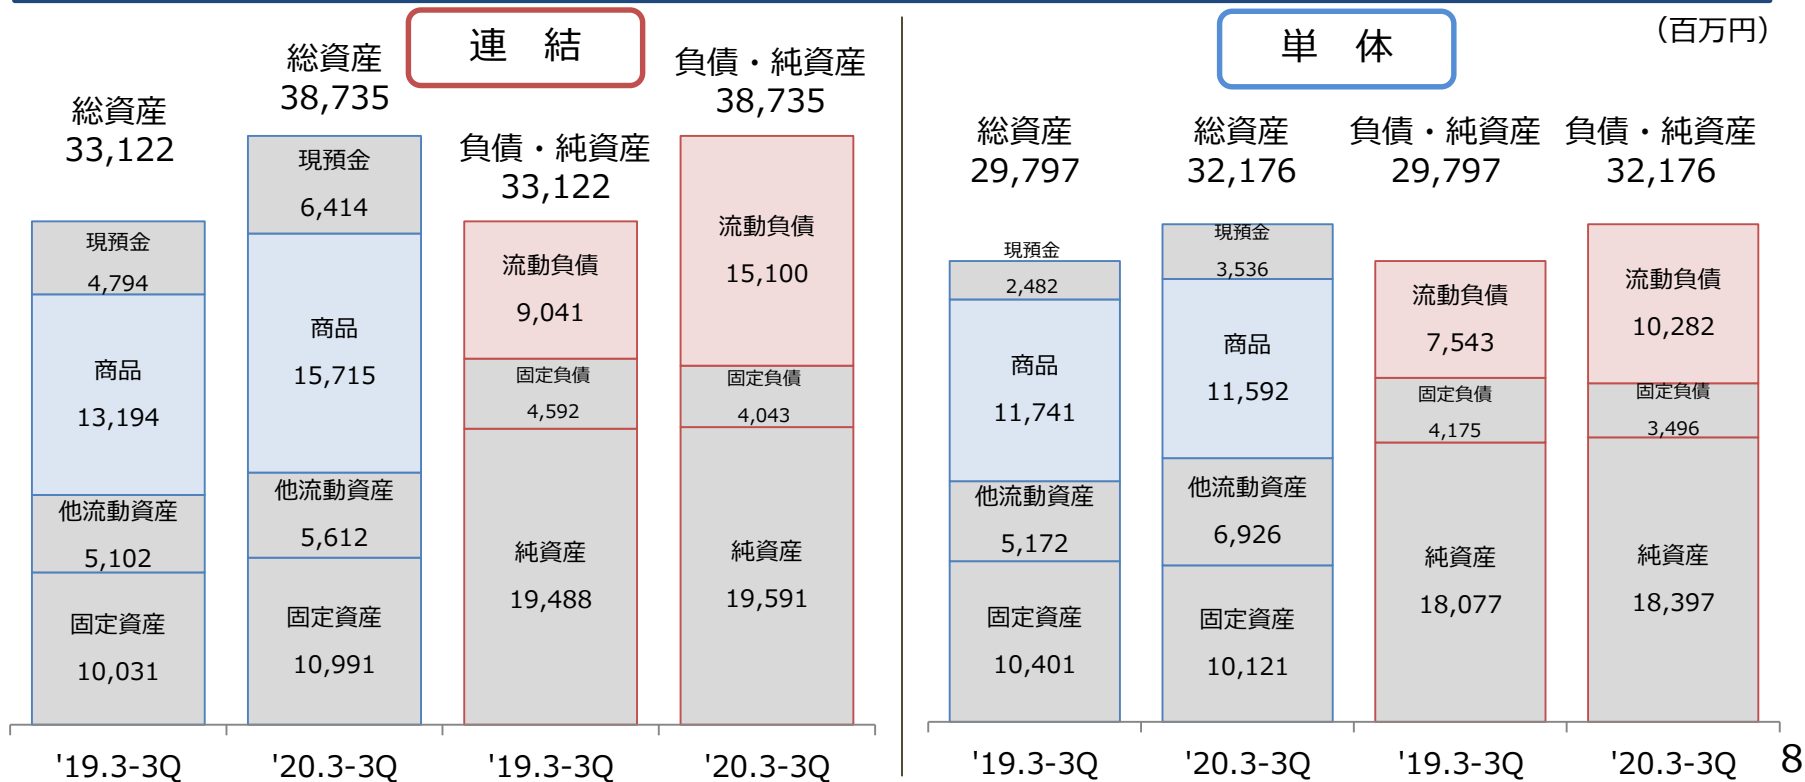 連 結
単 体
（百万円）
総資産
33,122
現預金
4,794
商品
13,194
他流動資産
5,102
固定資産
10,031
総資産
38,735
現預金
6,414
商品
15,715
他流動資産
5,612
固定資産
10,991
負債・純資産
33,122
流動負債
9,041
固定負債
4,592
純資産
19,488
負債・純資産
38,735
流動負債
15,100
固定負債
4,043
純資産
19,591
'19.3-3Q
'20.3-3Q
'19.3-3Q
'20.3-3Q
総資産
29,797
現預金
2,482
商品
11,741
他流動資産
5,172
固定資産
10,401
総資産
32,176
現預金
3,536
商品
11,592
他流動資産
6,926
固定資産
10,121
負債・純資産
29,797
流動負債
7,543
固定負債
4,175
純資産
18,077
負債・純資産
32,176
流動負債
10,282
固定負債
3,496
純資産
18,397
'19.3-3Q
'20.3-3Q
'19.3-3Q
'20.3-3Q
8